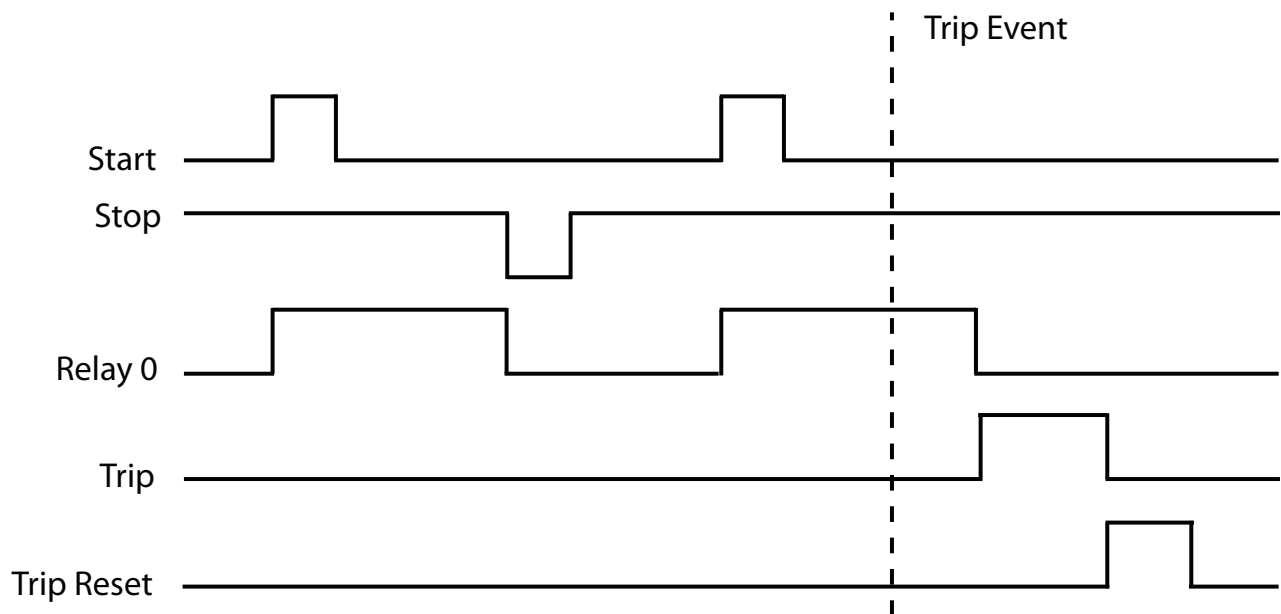 Trip Event
Start
Stop
Relay 0
Trip
Trip Reset